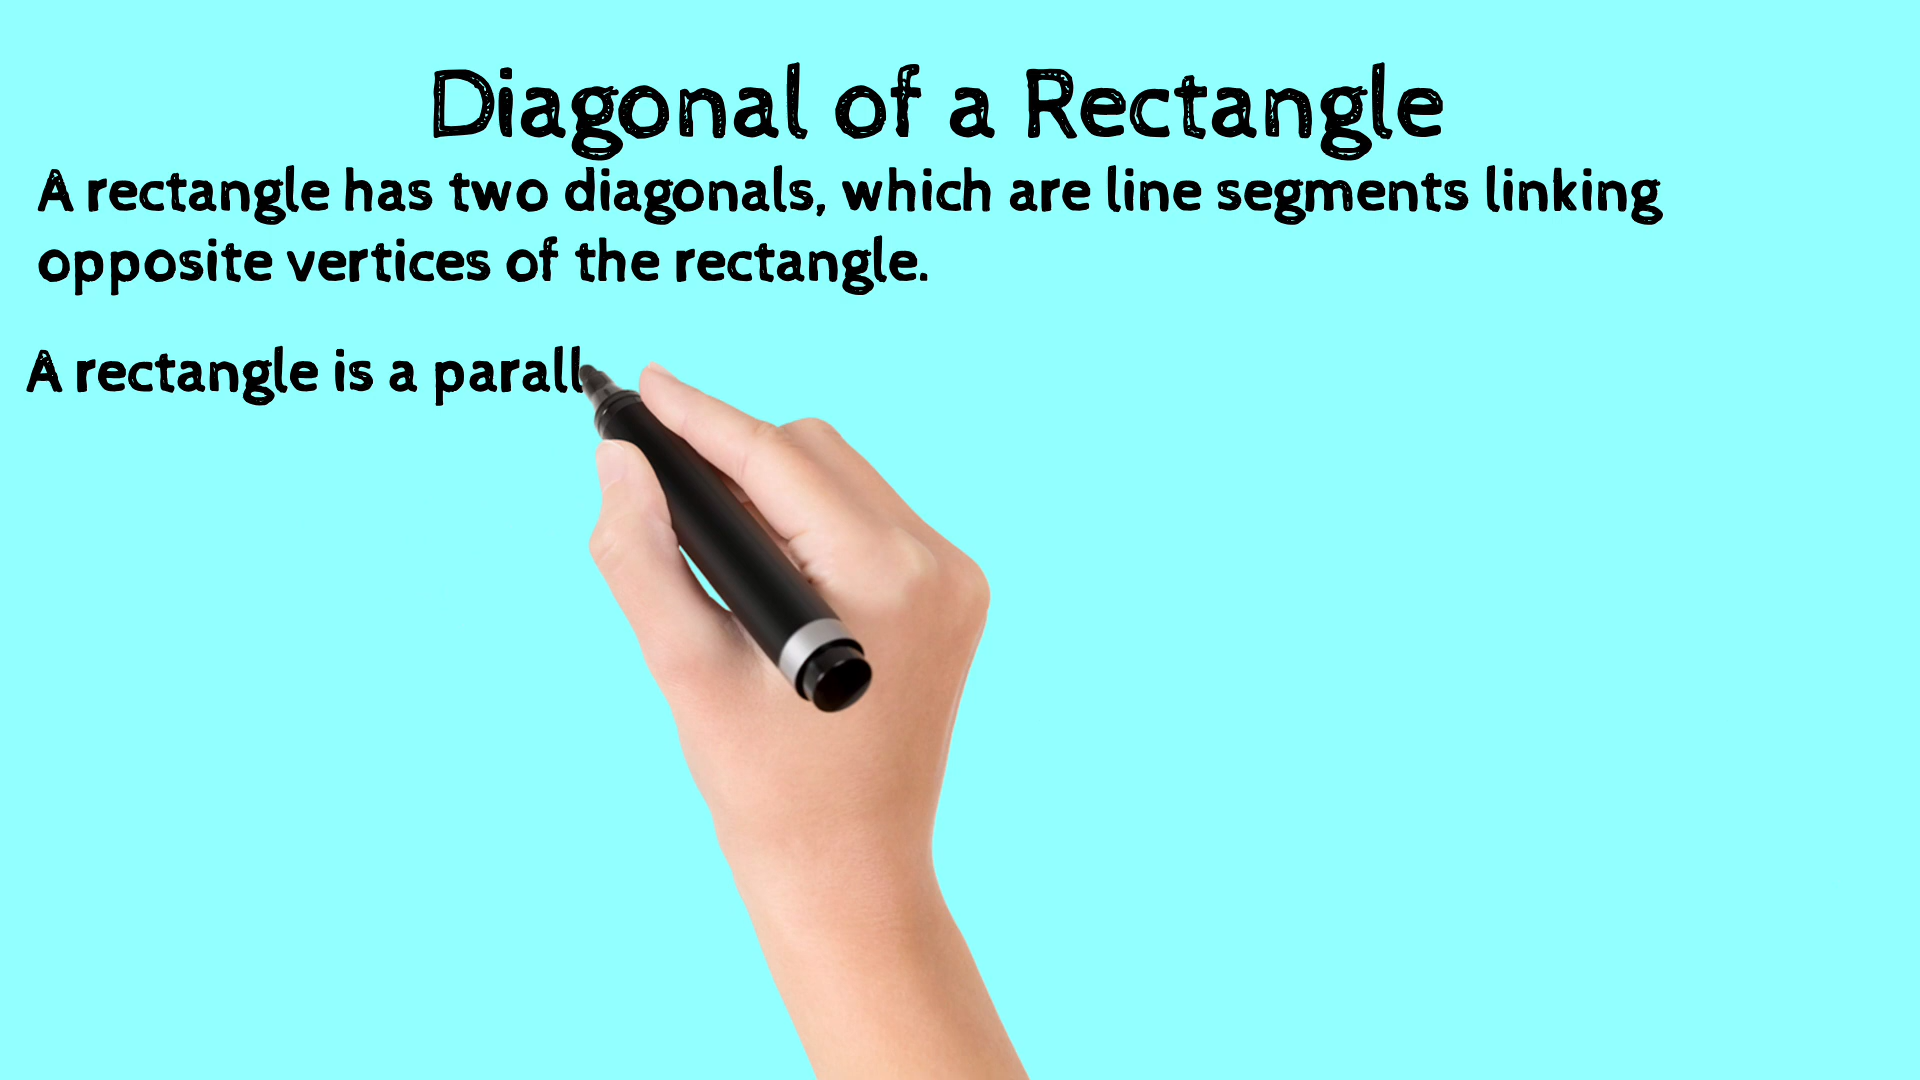 Diagonal of a Rectangle
A rectangle has two diagonals, which are line segments linking
opposite vertices of the rectangle.
A rectangle is a parall